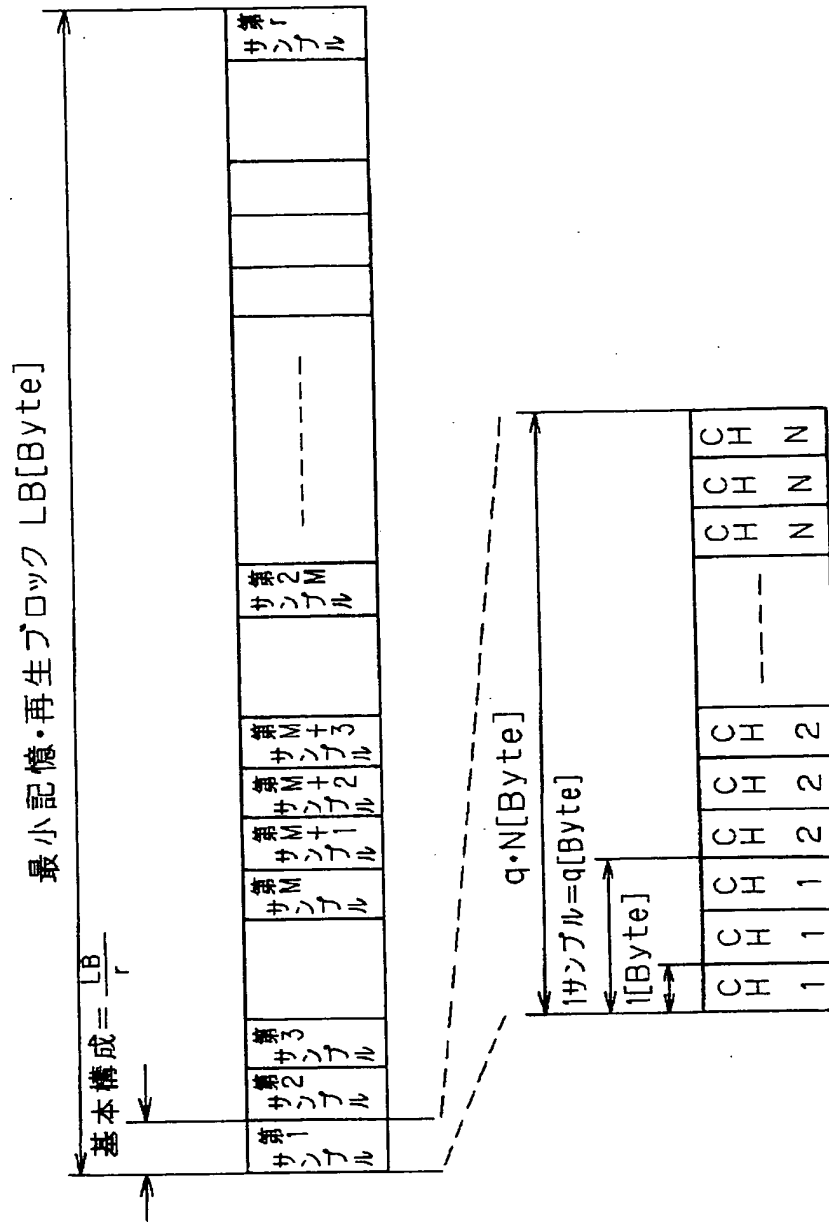 最小記憶・再生ブロック LB[Byte]
基本構成=LB/r
第1
サンプル
第2
サンプル
第3
サンプル
第M
サンプル
第M+1
サンプル
第M+2
サンプル
第M+3
サンプル
第2M
サンプル
第r
サンプル
q・N[Byte]
1サンプル=q[Byte]
1[Byte]
CH 1
CH 1
CH 1
CH 2
CH 2
CH 2
CH N
CH N
CH N